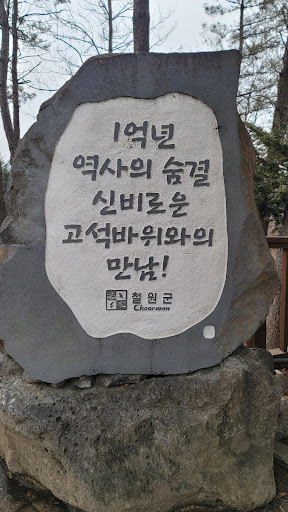 1억년
역사의 숨결
신비로운
고석바위와의
만남!
철원군
Cheorwon